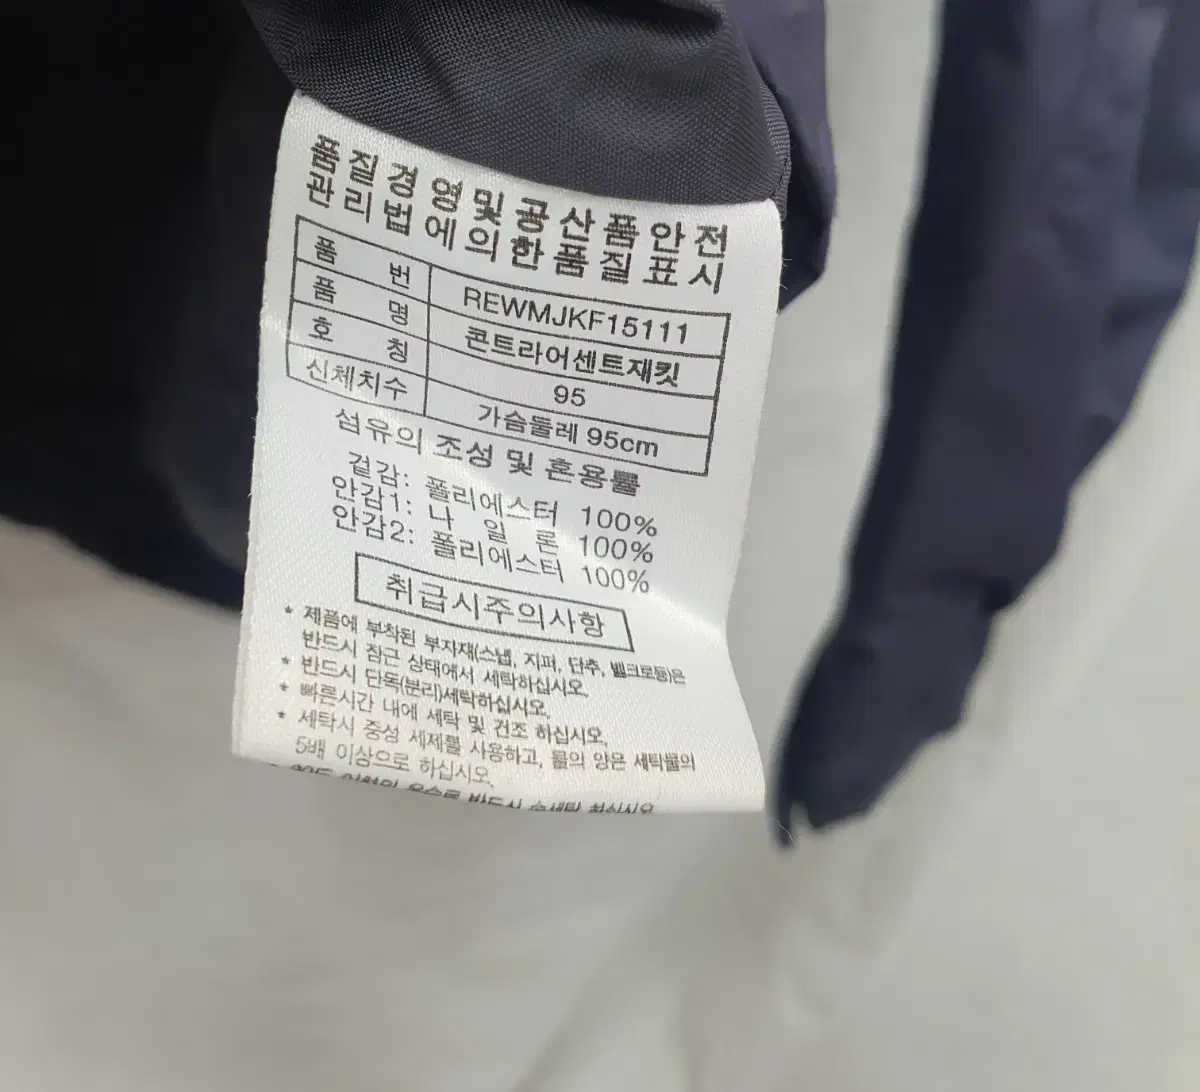 품질경영및공산품안전
관리법에의한품질표시
품 번 REWMJKF15111
품 명 콘트라어센트재킷
호 칭 95
신체치수 가슴둘레 95cm
섬유의 조성 및 혼용률
겉감: 폴리에스터 100%
안감1: 나 일 론 100%
안감2: 폴리에스터 100%
취급시주의사항
* 제품에 부착된 부자재(스냅, 지퍼, 단추, 벨크로등)은
반드시 잠근 상태에서 세탁하십시오.
* 반드시 단독(분리)세탁하십시오.
* 빠른시간 내에 세탁 및 건조 하십시오.
* 세탁시 중성 세제를 사용하고, 물의 양은 세탁물의
5배 이상으로 하십시오.
반드시